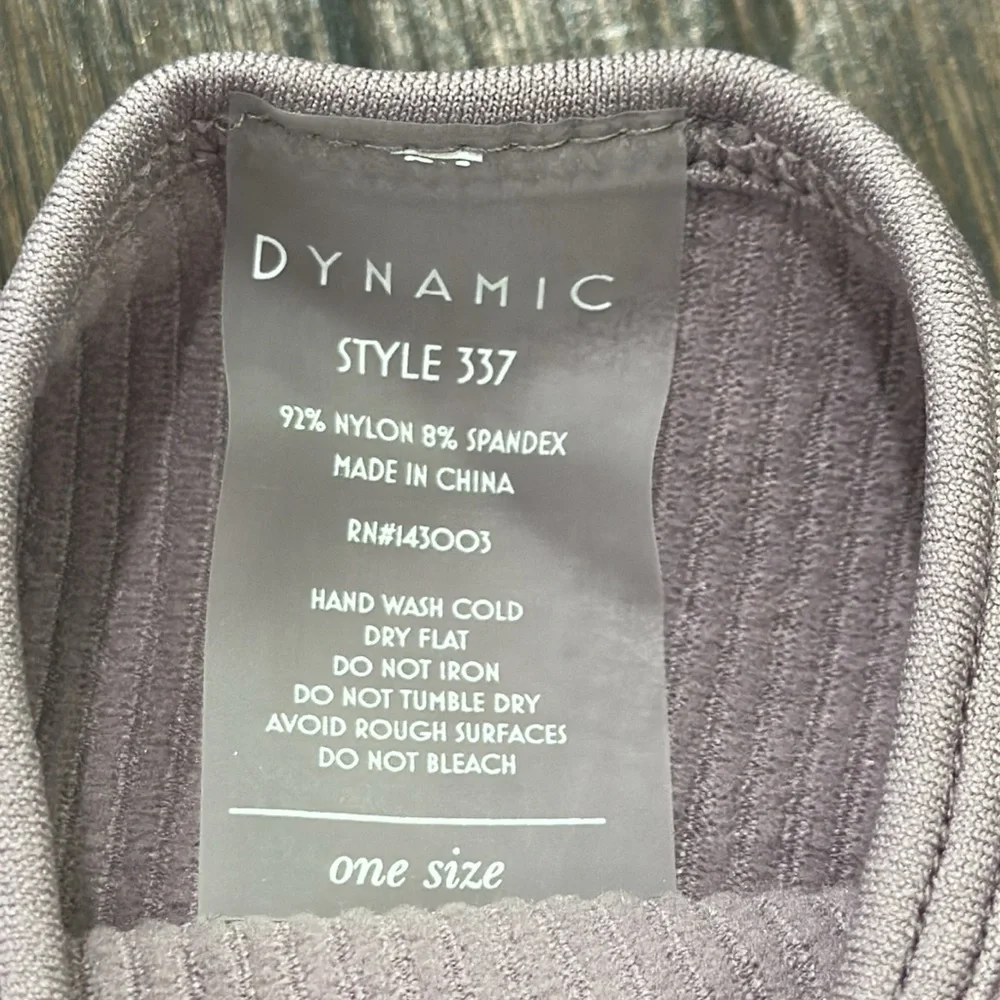 DYNAMIC
STYLE 337
92% NYLON 8% SPANDEX
MADE IN CHINA
RN#143003
HAND WASH COLD
DRY FLAT
DO NOT IRON
DO NOT TUMBLE DRY
AVOID ROUGH SURFACES
DO NOT BLEACH
one size